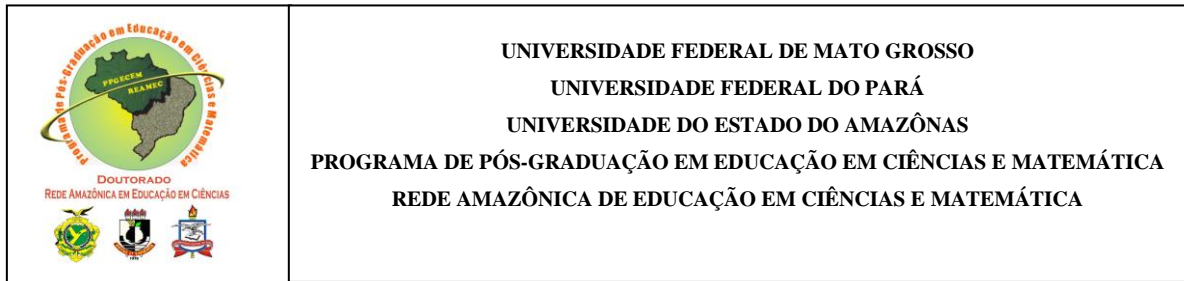 Programa de Pós-Graduação em Educação em Ciências e Matemática
PPGECEM
REAMEC
DOUTORADO
REDE AMAZÔNICA EM EDUCAÇÃO EM CIÊNCIAS
UNIVERSIDADE FEDERAL DE MATO GROSSO
UNIVERSIDADE FEDERAL DO PARÁ
UNIVERSIDADE DO ESTADO DO AMAZÔNAS
PROGRAMA DE PÓS-GRADUAÇÃO EM EDUCAÇÃO EM CIÊNCIAS E MATEMÁTICA
REDE AMAZÔNICA DE EDUCAÇÃO EM CIÊNCIAS E MATEMÁTICA